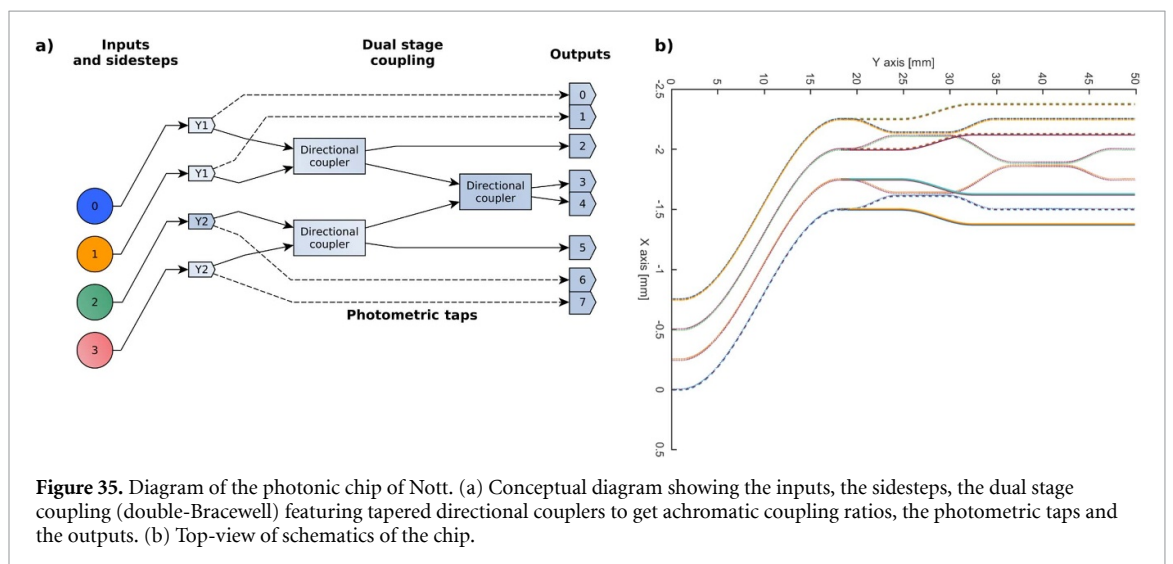 a)
Inputs and sidesteps
Dual stage coupling
Outputs
0
1
2
3
Y1
Y1
Y2
Y2
Directional coupler
Directional coupler
Directional coupler
0
1
2
3
4
5
6
7
Photometric taps
b)
Y axis [mm]
0
5
10
15
20
25
30
35
40
45
50
X axis [mm]
-2.5
-2
-1.5
-1
-0.5
0
0.5
Figure 35. Diagram of the photonic chip of Nott. (a) Conceptual diagram showing the inputs, the sidesteps, the dual stage
coupling (double-Bracewell) featuring tapered directional couplers to get achromatic coupling ratios, the photometric taps and
the outputs. (b) Top-view of schematics of the chip.